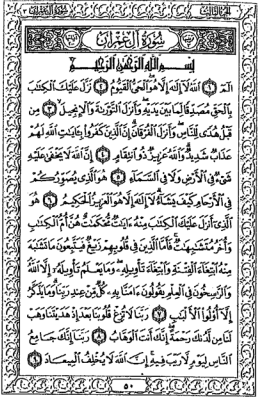 سورة آل عمران
بسم الله الرحمن الرحيم
الم ١ الله لا إله إلا هو الحي القيوم ٢ نزل عليك الكتاب
بالحق مصدقا لما بين يديه وأنزل التورىة والإنجيل ٣ من
قبل هدى للناس وأنزل الفرقان إن الذين كفروا بـايت الله لهم
عذاب شديد والله عزيز ذو انتقام ٤ إن الله لا يخفى عليه
شيء في الأرض ولا في السماء ٥ هو الذي يصوركم
في الأرحام كيف يشاء لا إله إلا هو العزيز الحكيم ٦ هو
الذي أنزل عليك الكتاب منه ءايت محكمت هن أم الكتاب
وأخر متشبهت فأما الذين في قلوبهم زيغ فيتبعون ما تشبه
منه ابتغاء الفتنة وابتغاء تأويله وما يعلم تأويله إلا الله
والرسخون في العلم يقولون ءامنا به كل من عند ربنا وما يذكر
إلا أولوا الألبب ٧ ربنا لا تزغ قلوبنا بعد إذ هديتنا وهب
لنا من لدنك رحمة إنك أنت الوهاب ٨ ربنا إنك جامع
الناس ليوم لا ريب فيه إن الله لا يخلف الميعاد ٩
٥٠